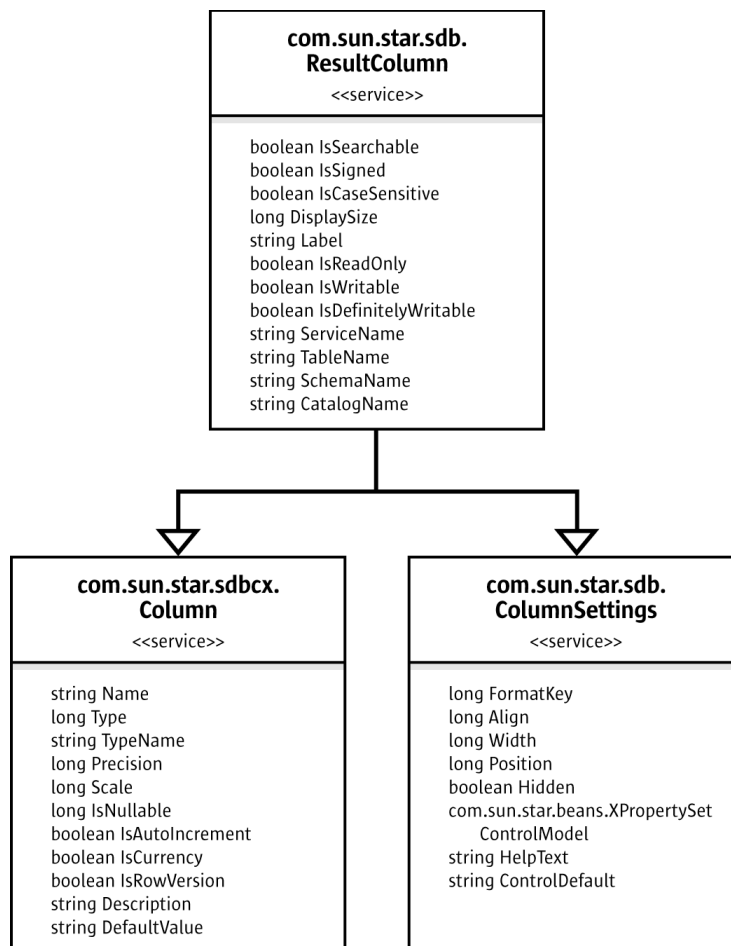 com.sun.star.sdb.
ResultColumn
<<service>>
boolean IsSearchable
boolean IsSigned
boolean IsCaseSensitive
long DisplaySize
string Label
boolean IsReadOnly
boolean IsWritable
boolean IsDefinitelyWritable
string ServiceName
string TableName
string SchemaName
string CatalogName
com.sun.star.sdbcx.
Column
<<service>>
string Name
long Type
string TypeName
long Precision
long Scale
long IsNullable
boolean IsAutoIncrement
boolean IsCurrency
boolean IsRowVersion
string Description
string DefaultValue
com.sun.star.sdb.
ColumnSettings
<<service>>
long FormatKey
long Align
long Width
long Position
boolean Hidden
com.sun.star.beans.XPropertySet
ControlModel
string HelpText
string ControlDefault